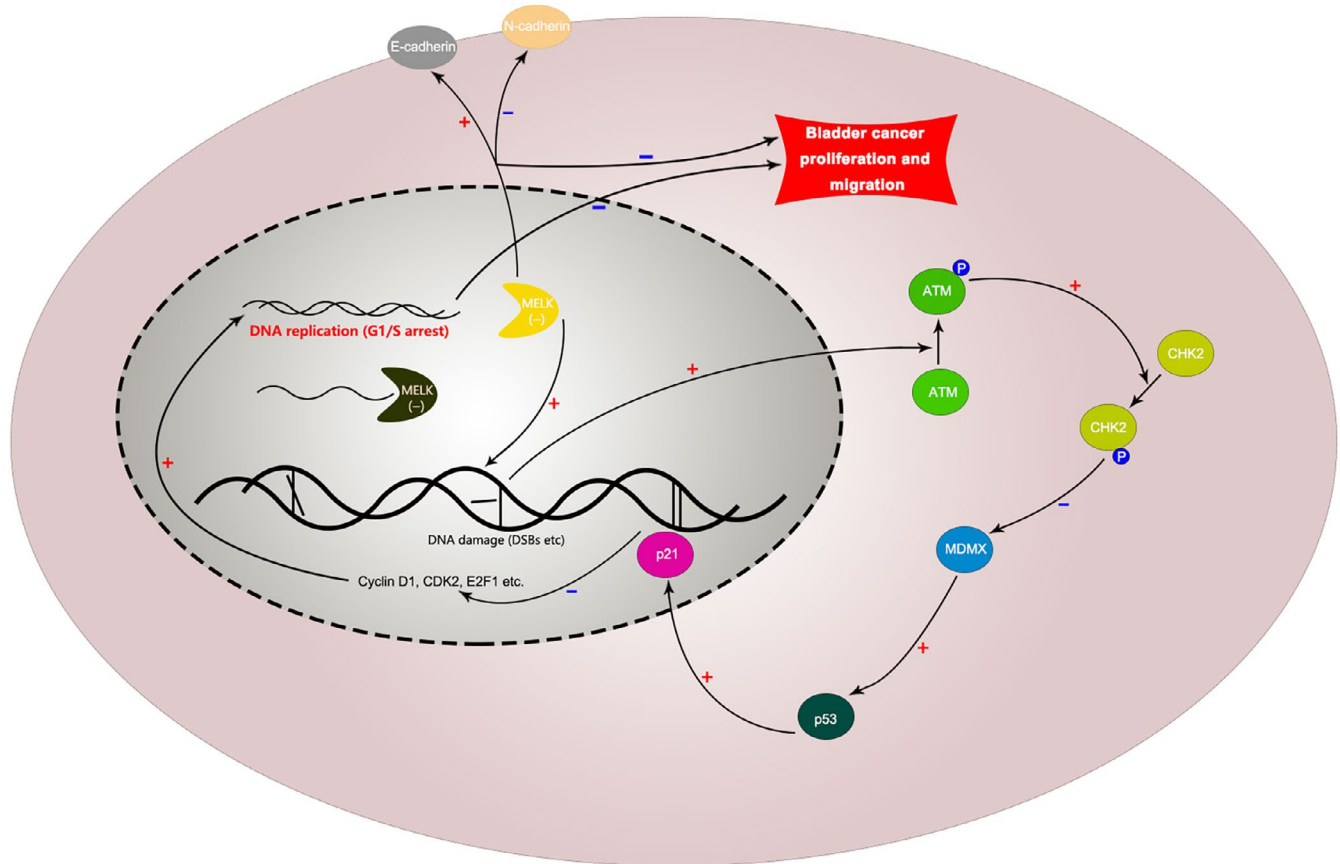 N-cadherin
E-cadherin
+
−
Bladder cancer
proliferation and
migration
−
−
P
ATM
+
MELK
(−)
DNA replication (G1/S arrest)
CHK2
+
ATM
MELK
(−)
+
CHK2
P
+
−
DNA damage (DSBs etc)
p21
MDMX
Cyclin D1, CDK2, E2F1 etc.
−
+
+
p53